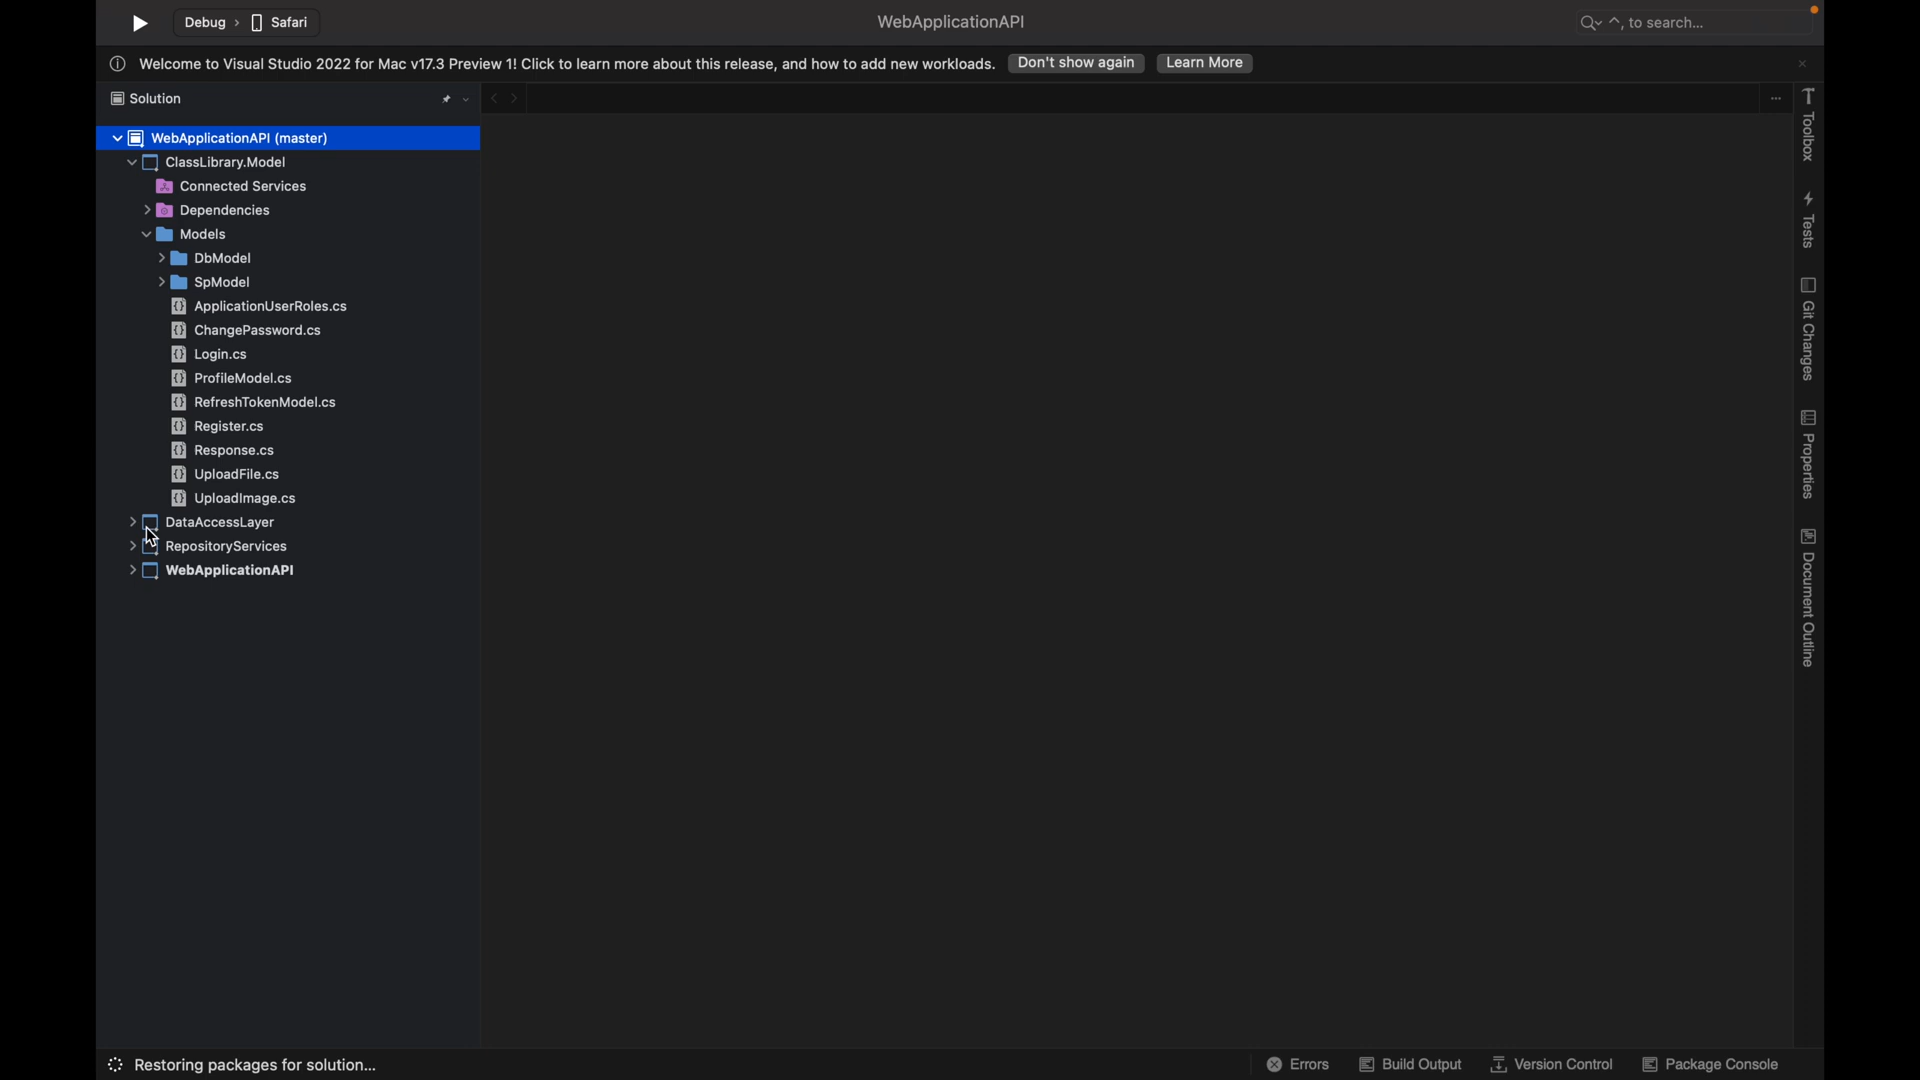 Debug › Safari
WebApplicationAPI
^, to search...
Welcome to Visual Studio 2022 for Mac v17.3 Preview 1! Click to learn more about this release, and how to add new workloads.
Don't show again
Learn More
Solution
WebApplicationAPI (master)
ClassLibrary.Model
Connected Services
Dependencies
Models
DbModel
SpModel
ApplicationUserRoles.cs
ChangePassword.cs
Login.cs
ProfileModel.cs
RefreshTokenModel.cs
Register.cs
Response.cs
UploadFile.cs
UploadImage.cs
DataAccessLayer
RepositoryServices
WebApplicationAPI
Toolbox
Tests
Git Changes
Properties
Document Outline
Restoring packages for solution...
Errors
Build Output
Version Control
Package Console